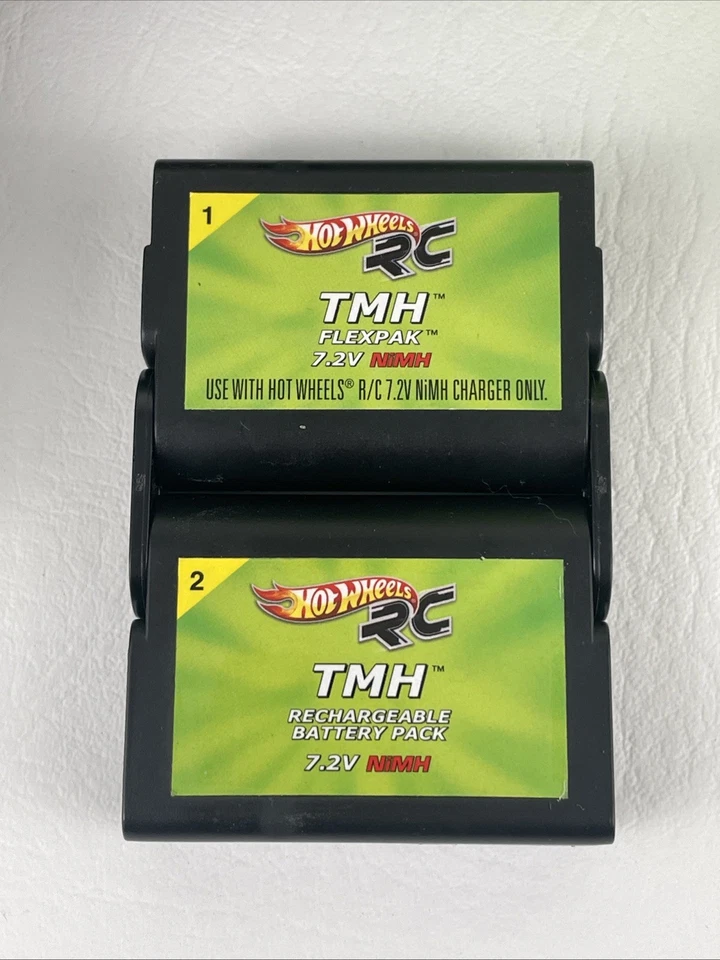 1
HOT WHEELS
RC
TMH™
FLEXPAK™
7.2V NiMH
USE WITH HOT WHEELS® R/C 7.2V NiMH CHARGER ONLY.
2
HOT WHEELS
RC
TMH™
RECHARGEABLE
BATTERY PACK
7.2V NiMH